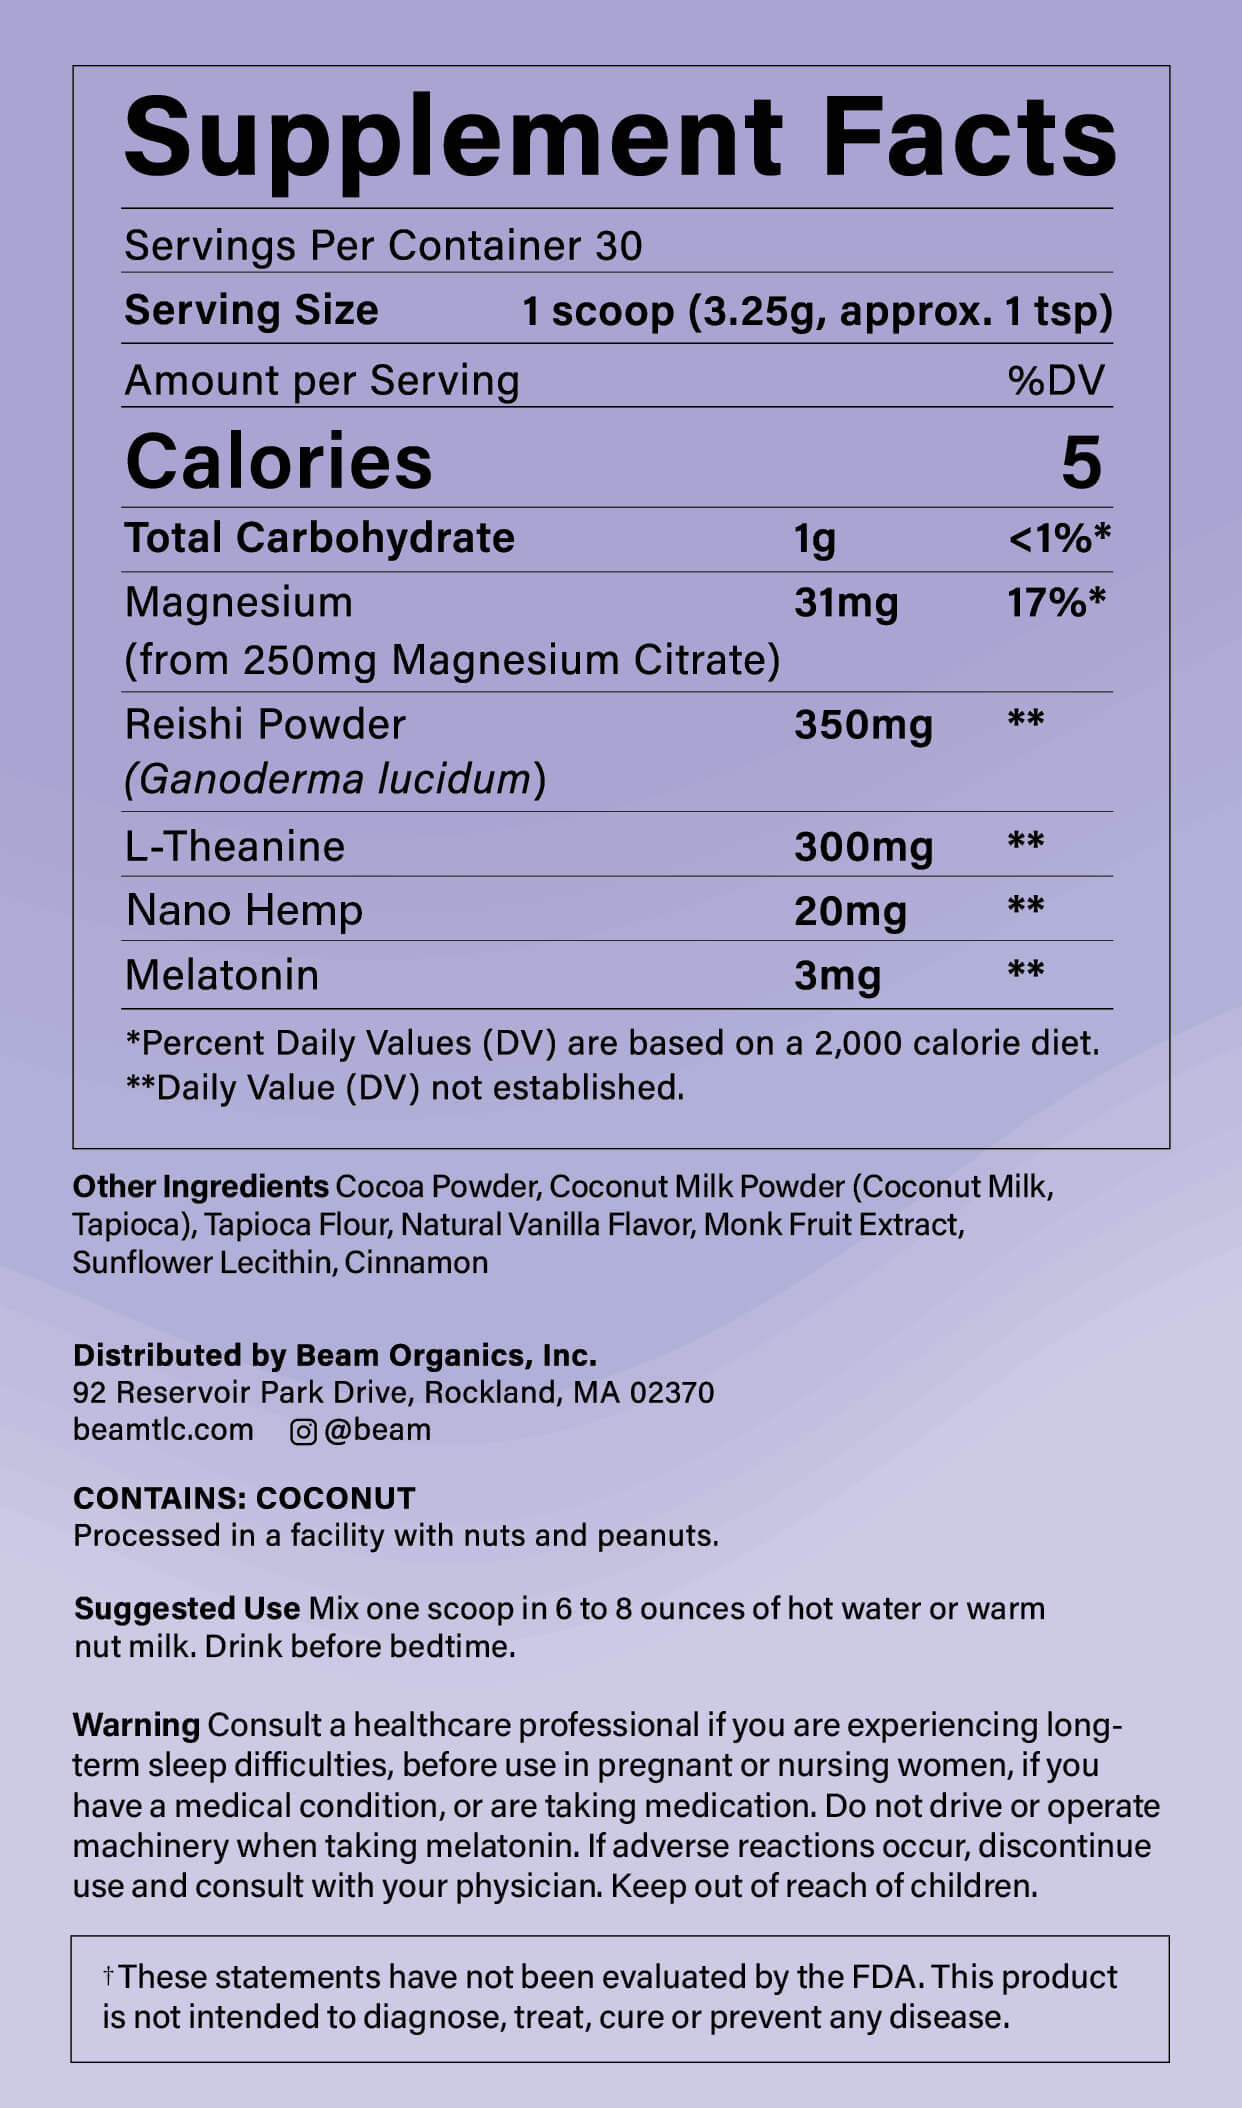 Supplement Facts
Servings Per Container 30
Serving Size 1 scoop (3.25g, approx. 1 tsp)
Amount per Serving %DV
Calories 5
Total Carbohydrate 1g <1%*
Magnesium 31mg 17%*
(from 250mg Magnesium Citrate)
Reishi Powder 350mg **
(Ganoderma lucidum)
L-Theanine 300mg **
Nano Hemp 20mg **
Melatonin 3mg **
*Percent Daily Values (DV) are based on a 2,000 calorie diet.
**Daily Value (DV) not established.
Other Ingredients Cocoa Powder, Coconut Milk Powder (Coconut Milk,
Tapioca), Tapioca Flour, Natural Vanilla Flavor, Monk Fruit Extract,
Sunflower Lecithin, Cinnamon
Distributed by Beam Organics, Inc.
92 Reservoir Park Drive, Rockland, MA 02370
beamtlc.com @beam
CONTAINS: COCONUT
Processed in a facility with nuts and peanuts.
Suggested Use Mix one scoop in 6 to 8 ounces of hot water or warm
nut milk. Drink before bedtime.
Warning Consult a healthcare professional if you are experiencing long-
term sleep difficulties, before use in pregnant or nursing women, if you
have a medical condition, or are taking medication. Do not drive or operate
machinery when taking melatonin. If adverse reactions occur, discontinue
use and consult with your physician. Keep out of reach of children.
†These statements have not been evaluated by the FDA. This product
is not intended to diagnose, treat, cure or prevent any disease.